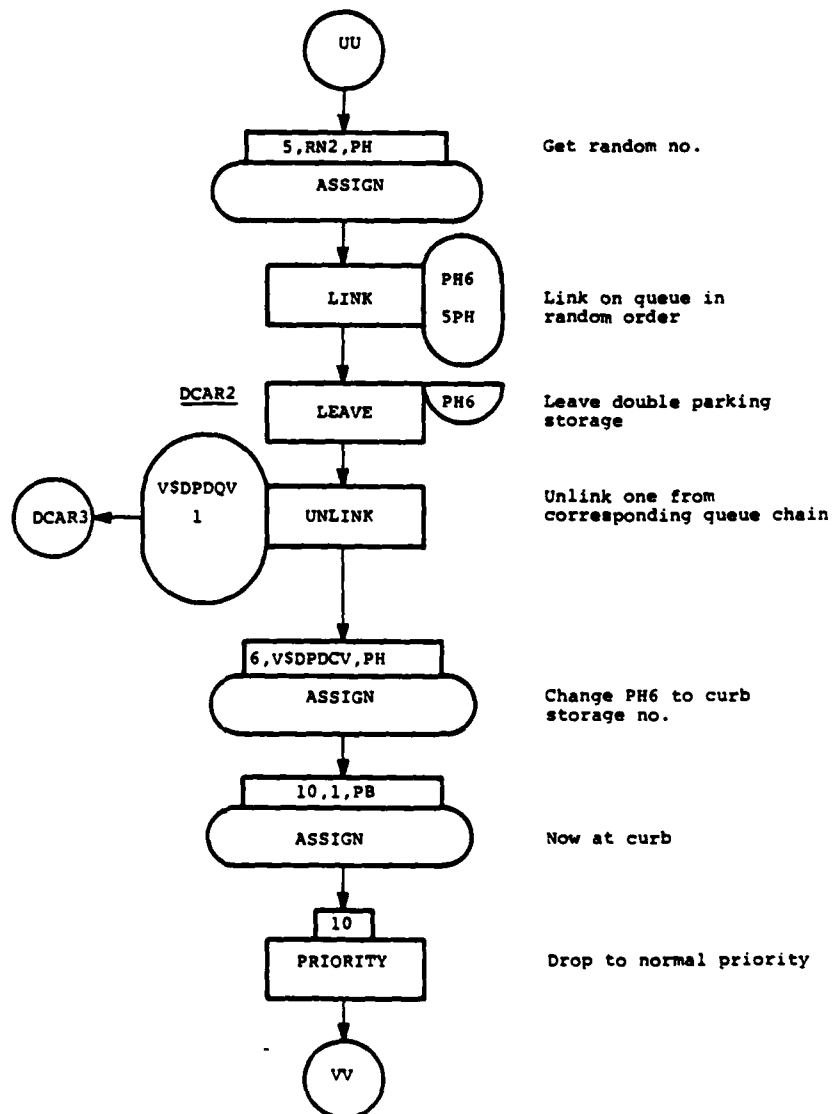 UU
5,RN2,PH
Get random no.
ASSIGN
PH6
LINK
5PH
Link on queue in
random order
DCAR2
LEAVE
PH6
Leave double parking
storage
V$DPDQV
1
DCAR3
UNLINK
Unlink one from
corresponding queue chain
6,V$DPDCV,PH
ASSIGN
Change PH6 to curb
storage no.
10,1,PB
ASSIGN
Now at curb
10
PRIORITY
Drop to normal priority
VV